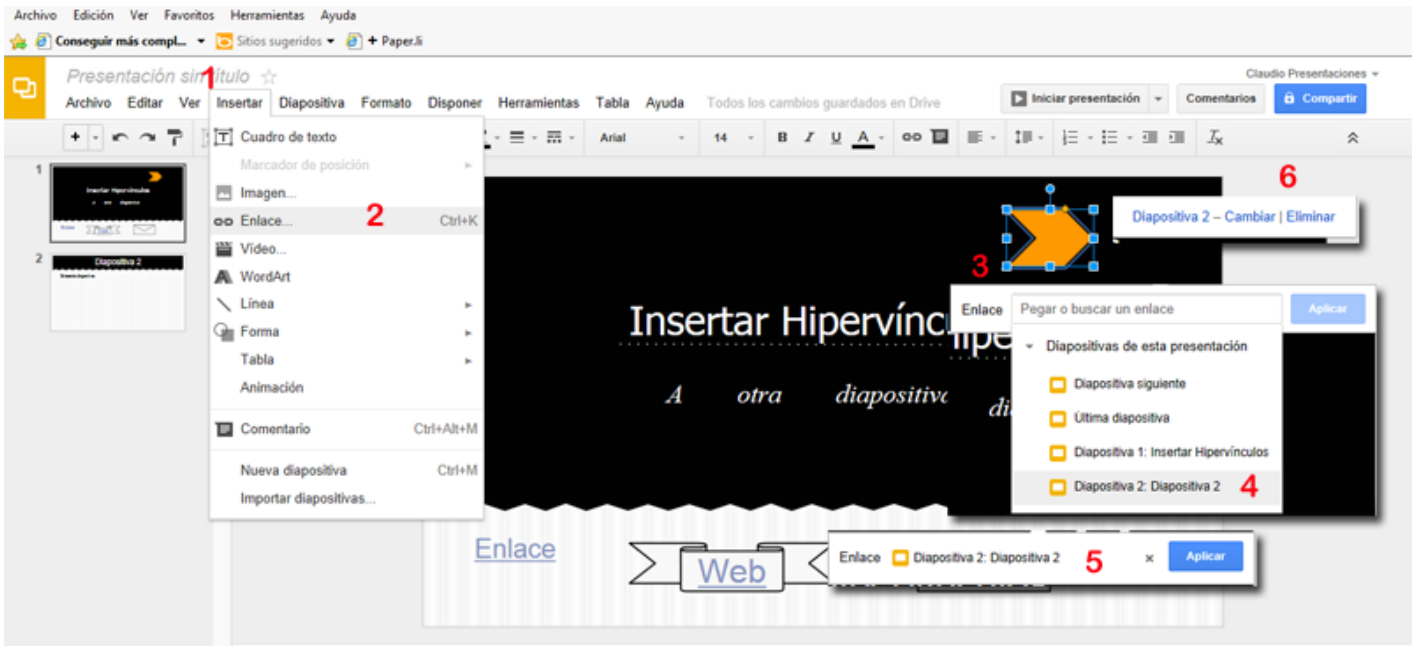 Archivo Edición Ver Favoritos Herramientas Ayuda
Conseguir más compl... Sitios sugeridos + Paper.li
Presentación sin título
1
Claudio Presentaciones
Archivo Editar Ver Insertar Diapositiva Formato Disponer Herramientas Tabla Ayuda Todos los cambios guardados en Drive
Iniciar presentación Comentarios Compartir
Arial 14 B I U A
Cuadro de texto
Marcador de posición
Imagen...
Enlace... 2 Ctrl+K
Vídeo...
WordArt
Línea
Forma
Tabla
Animación
Comentario Ctrl+Alt+M
Nueva diapositiva Ctrl+M
Importar diapositivas...
1
Insertar Hipervínculos
2
Diapositiva 2
6
Diapositiva 2 – Cambiar | Eliminar
3
Enlace Pegar o buscar un enlace Aplicar
Diapositivas de esta presentación
Diapositiva siguiente
Última diapositiva
Diapositiva 1: Insertar Hipervínculos
Diapositiva 2: Diapositiva 2 4
Insertar Hipervínc
A otra diapositiv
Enlace
Web
Enlace Diapositiva 2: Diapositiva 2 5 × Aplicar